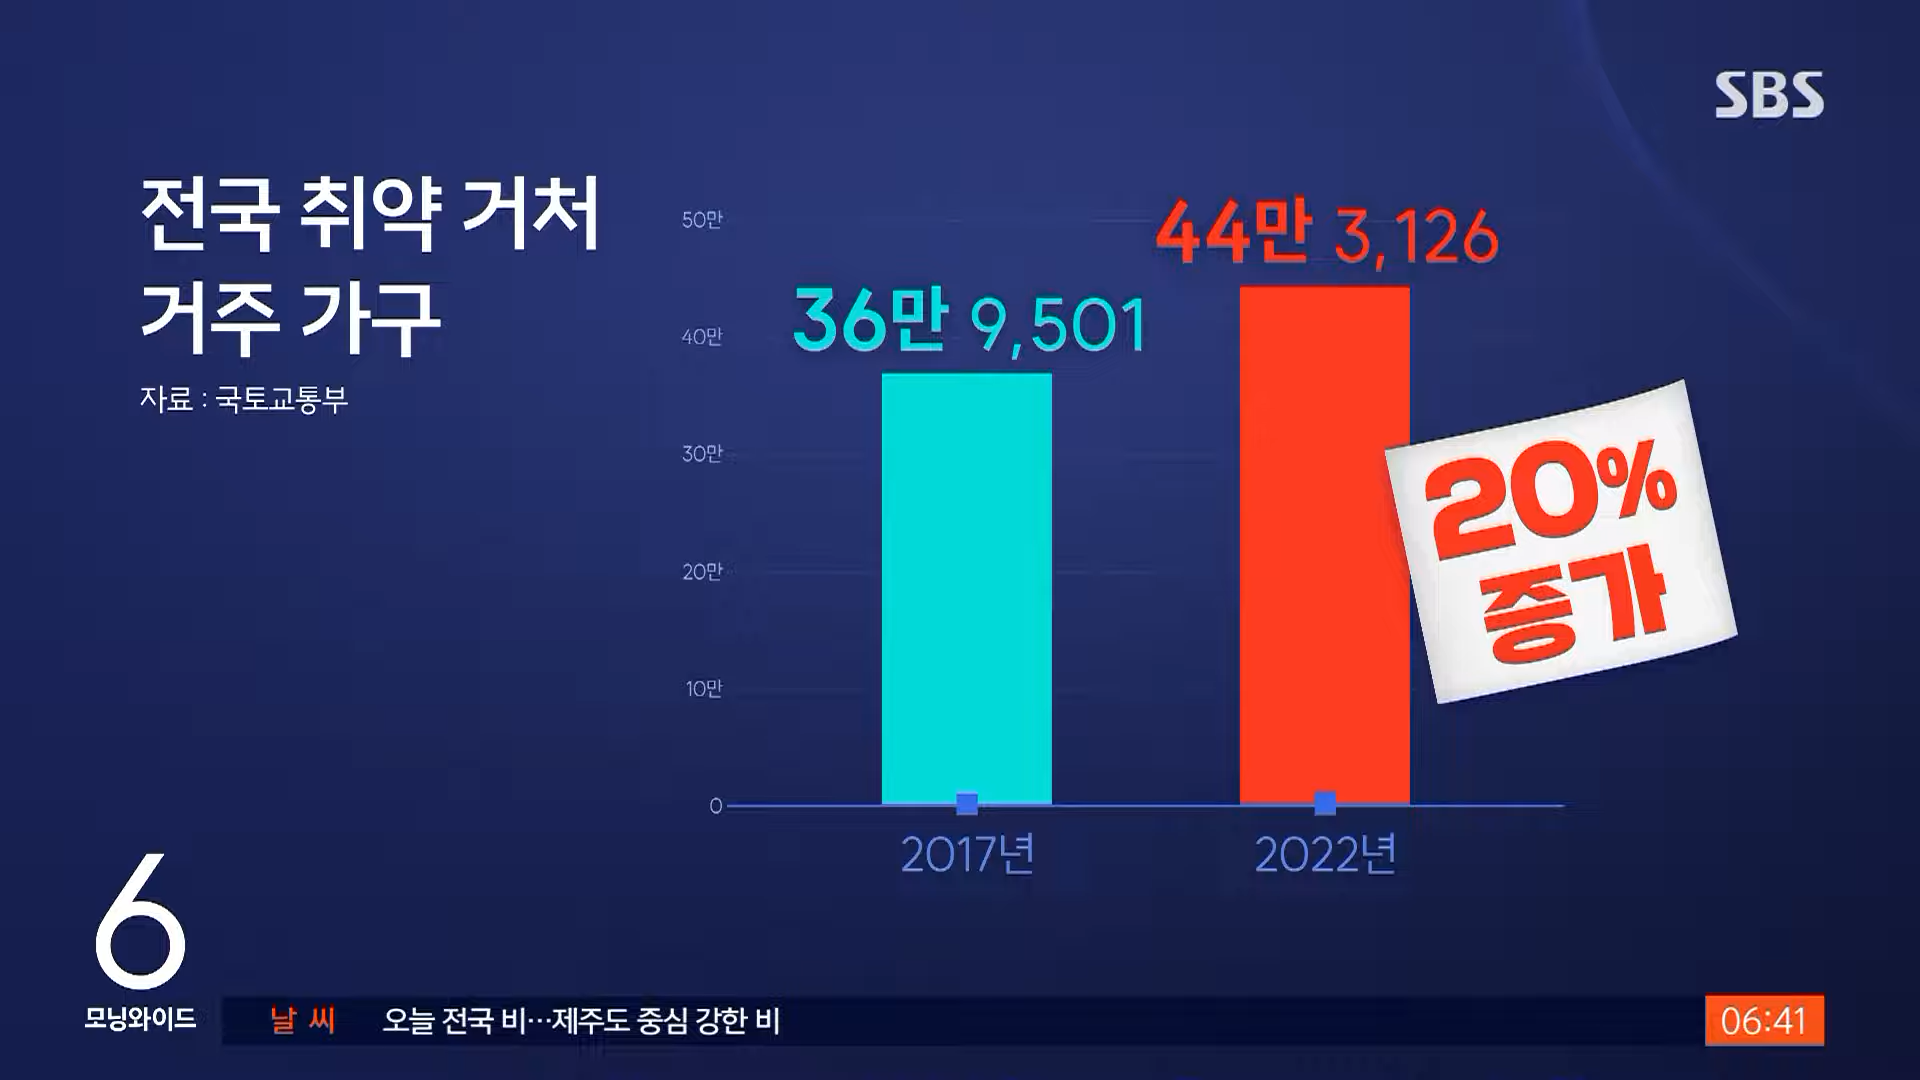 SBS
전국 취약 거처
거주 가구
자료 : 국토교통부
50만
40만
30만
20만
10만
0
36만 9,501
44만 3,126
20%
증가
2017년
2022년
6
모닝와이드
날씨 오늘 전국 비…제주도 중심 강한 비
06:41